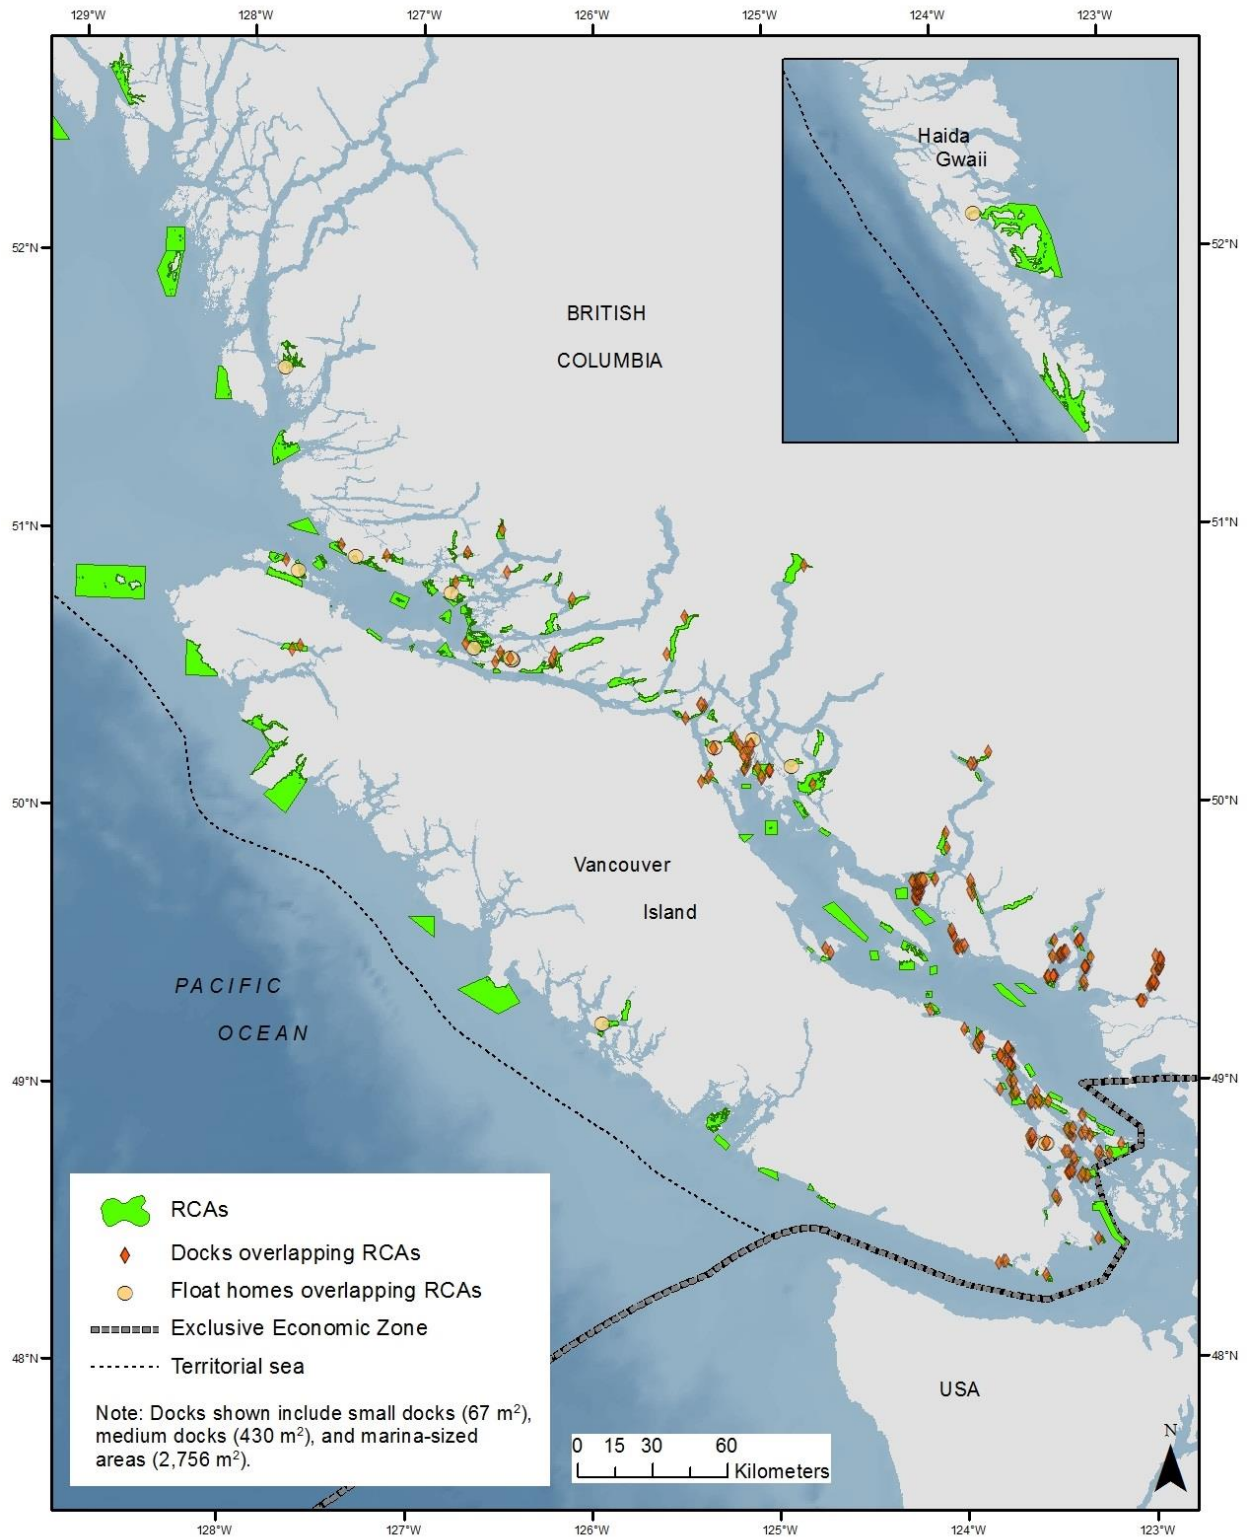 129°W 128°W 127°W 126°W 125°W 124°W 123°W
Haida
Gwaii
52°N
52°N
BRITISH
COLUMBIA
51°N
51°N
50°N
50°N
Vancouver
Island
PACIFIC
OCEAN
49°N
49°N
RCAs
Docks overlapping RCAs
Float homes overlapping RCAs
Exclusive Economic Zone
Territorial sea
Note: Docks shown include small docks (67 m²),
medium docks (430 m²), and marina-sized
areas (2,756 m²).
48°N
48°N
USA
N
0 15 30 60
Kilometers
128°W 127°W 126°W 125°W 124°W 123°W